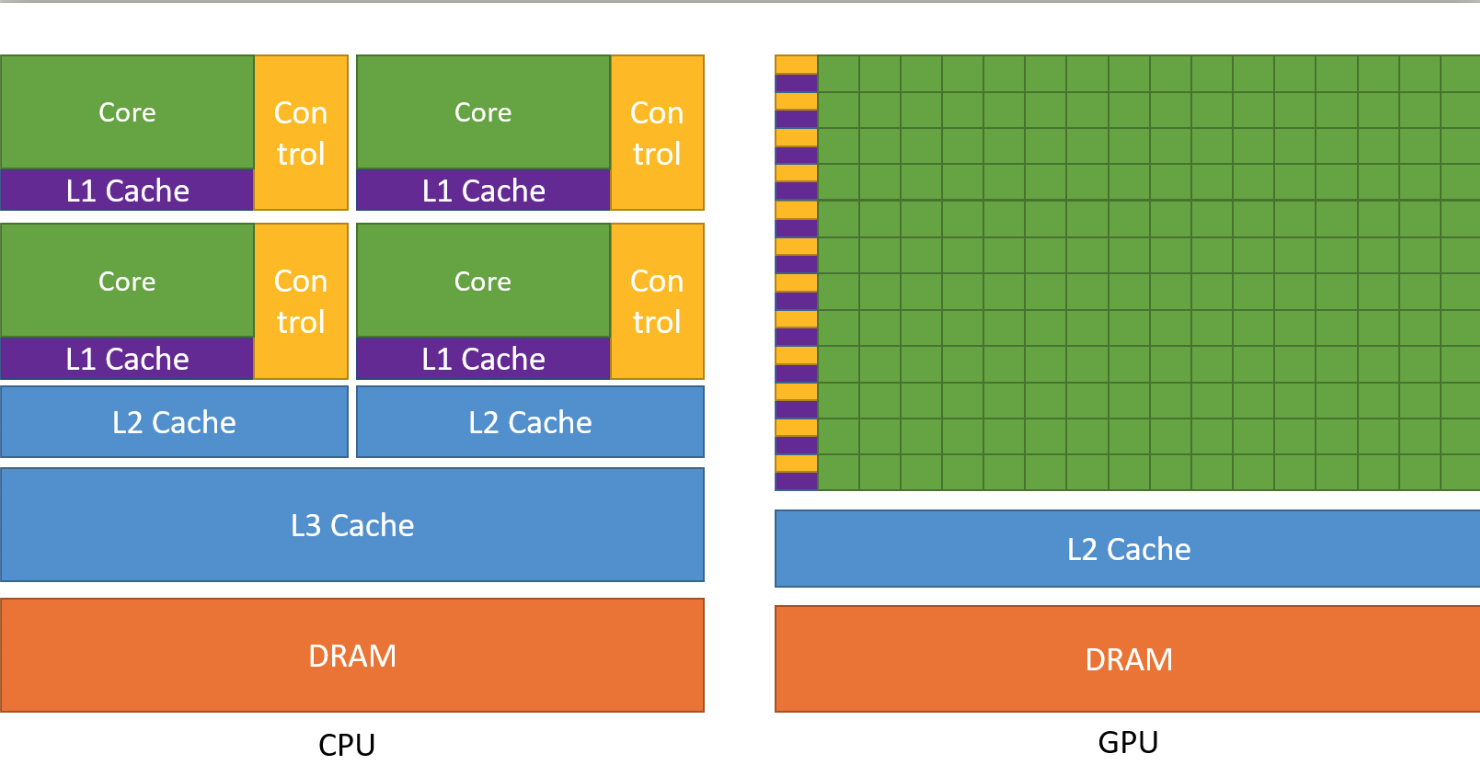 Core
Con
trol
Core
Con
trol
L1 Cache
L1 Cache
Core
Con
trol
Core
Con
trol
L1 Cache
L1 Cache
L2 Cache
L2 Cache
L3 Cache
L2 Cache
DRAM
DRAM
CPU
GPU